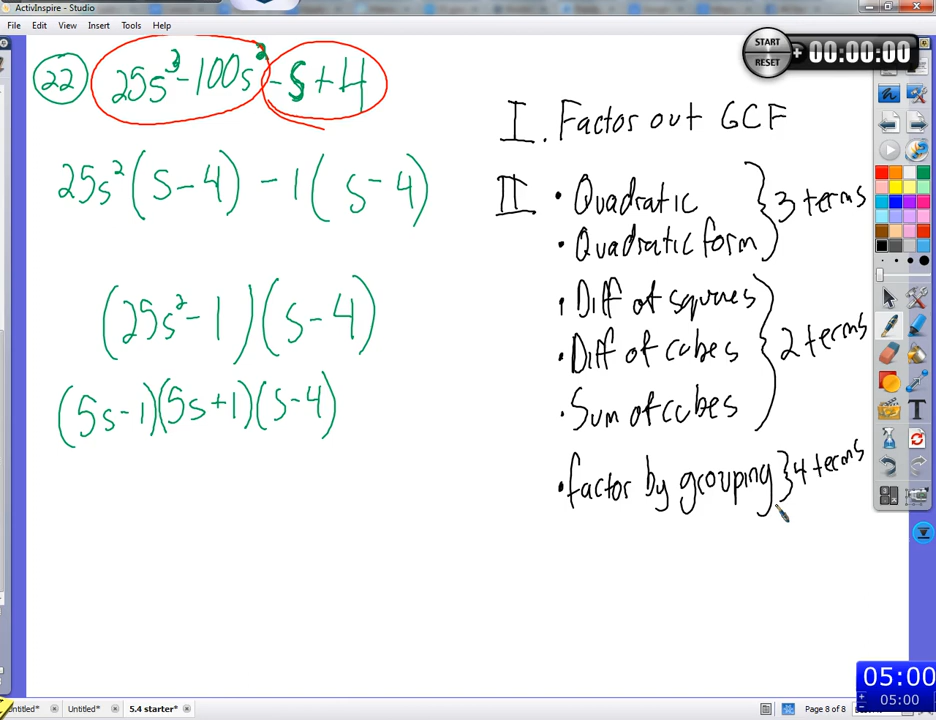 ActivInspire - Studio
File Edit View Insert Tools Help
START
RESET
+ 00:00:00
22 25s³-100s²-s+4
25s²(s-4) -1(s-4)
(25s²-1)(s-4)
(5s-1)(5s+1)(s-4)
I. Factor out GCF
II • Quadratic
• Quadratic form
} 3 terms
• Diff of squares
• Diff of cubes
• Sum of cubes
} 2 terms
• factor by grouping } 4 terms
05:00
05:00
ntitled* Untitled* 5.4 starter*
Page 8 of 8